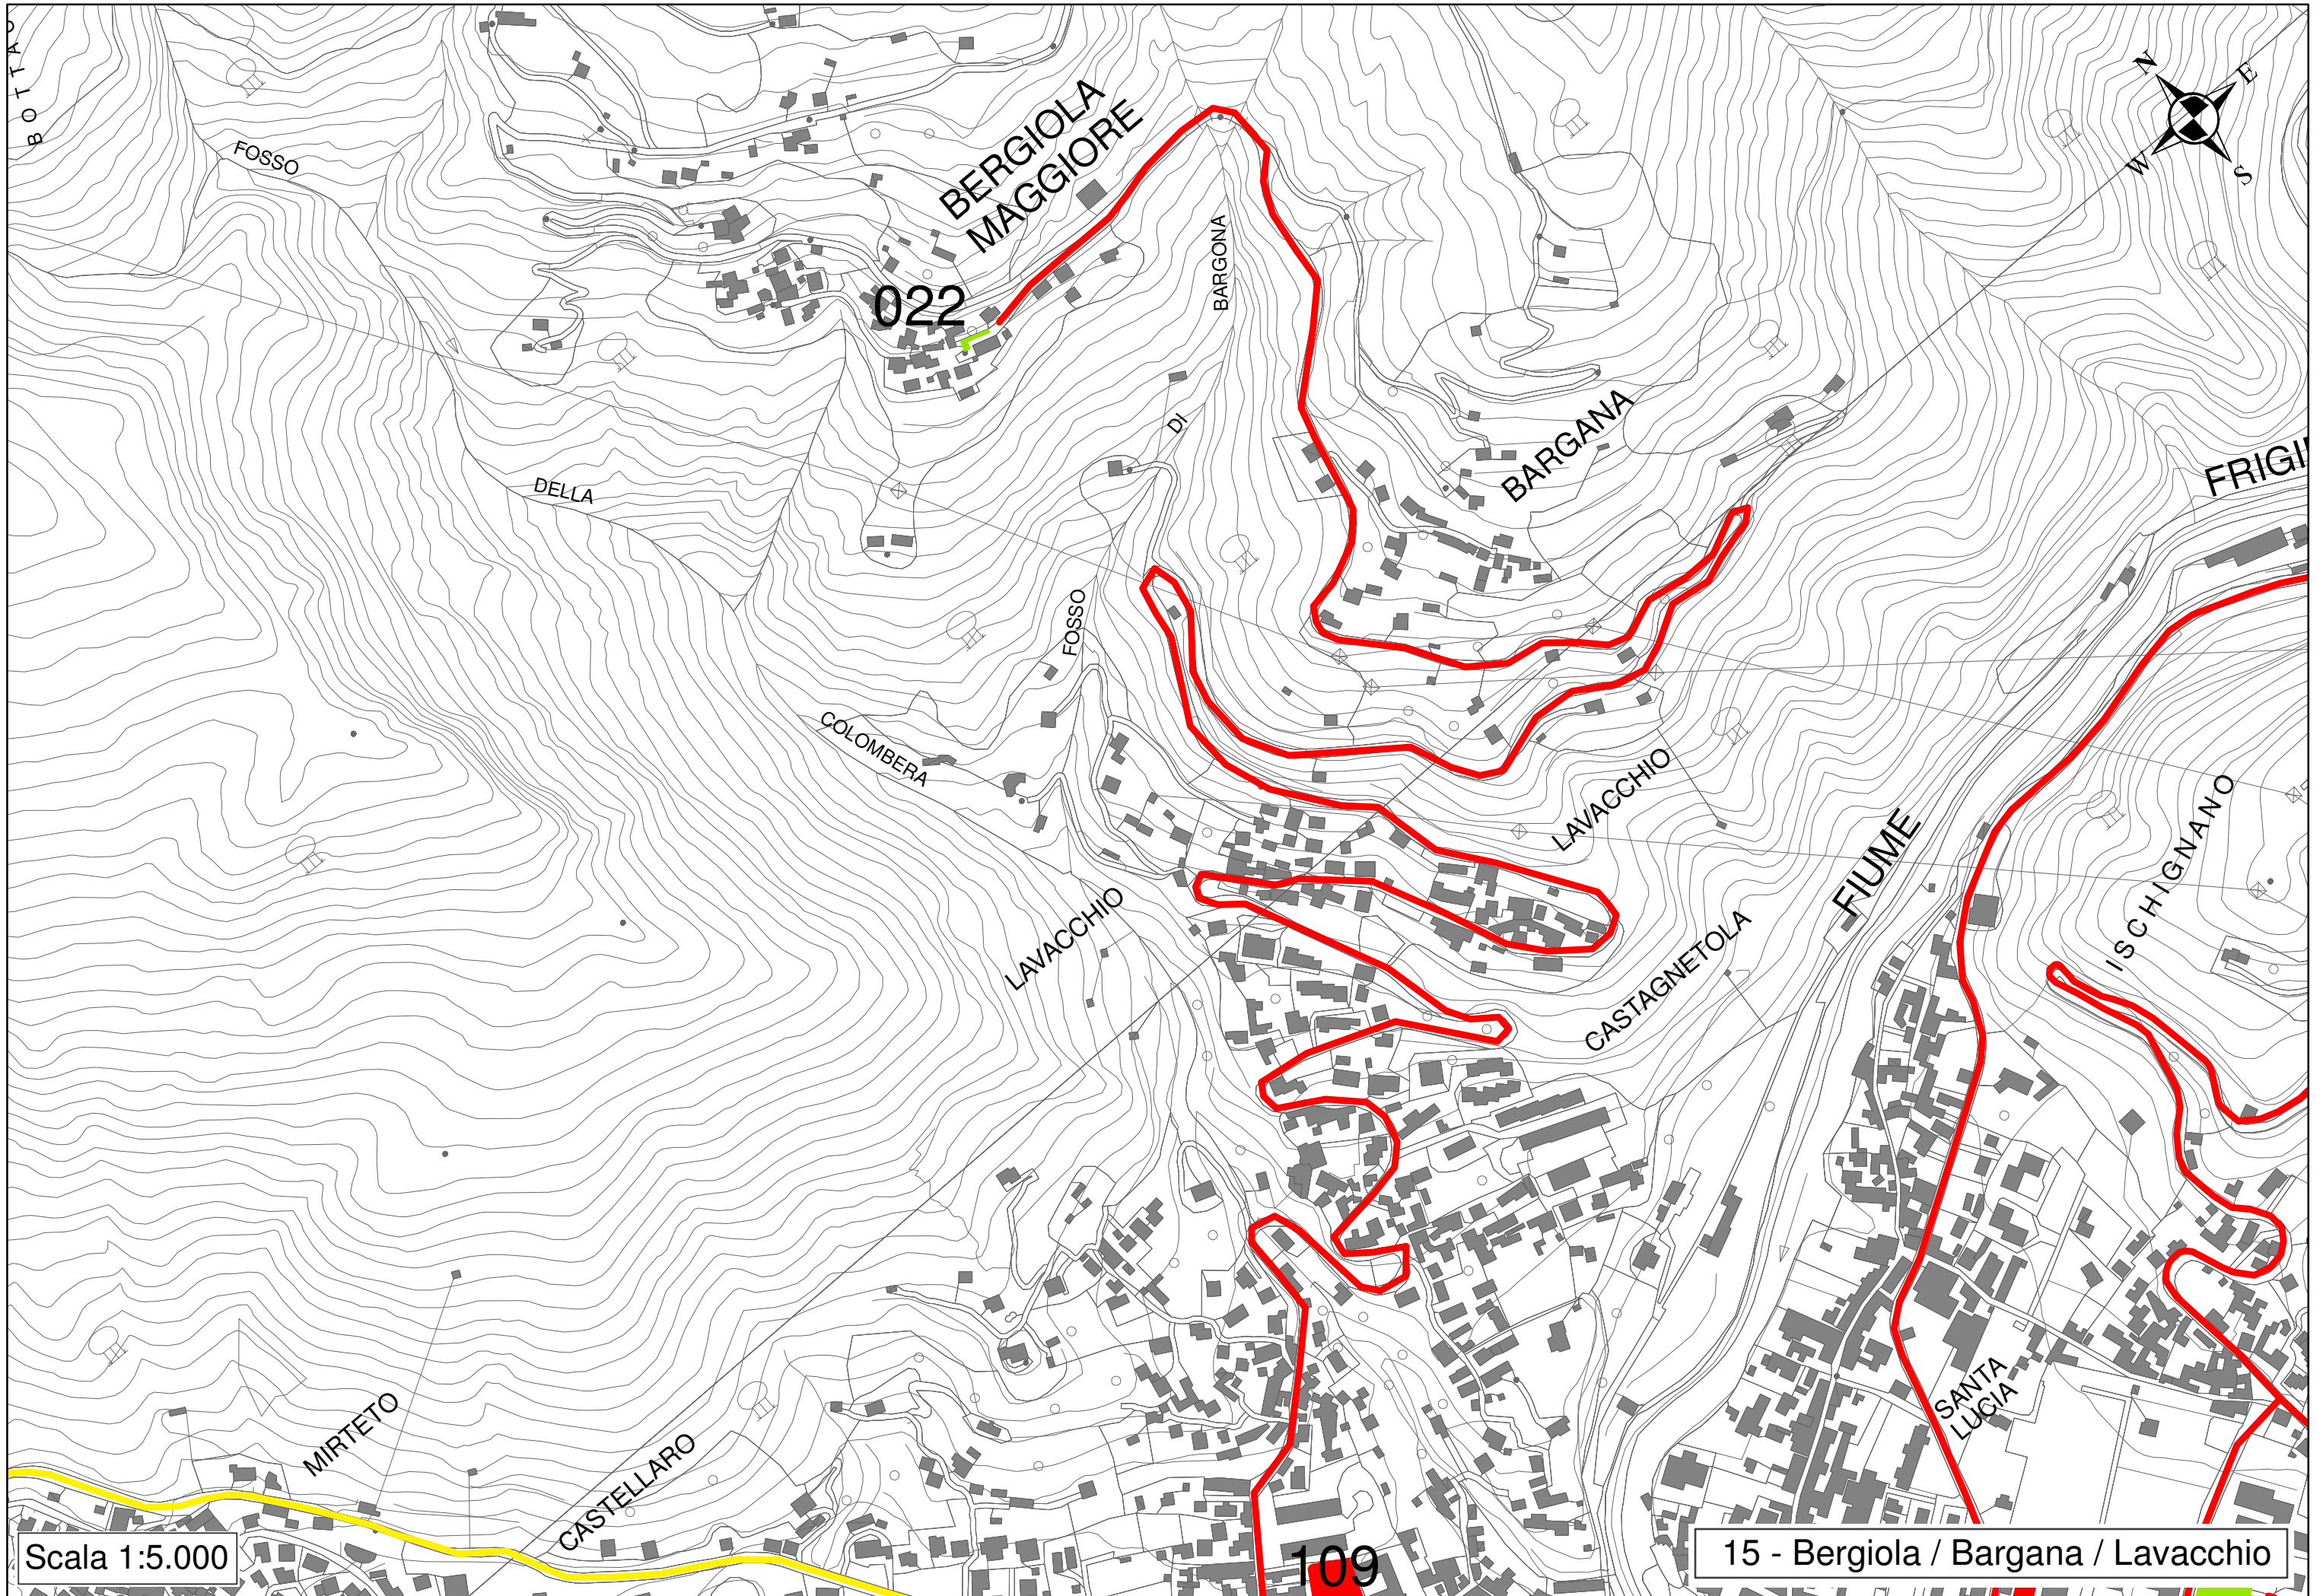 BOTTAC
FOSSO
BERGIOLA
MAGGIORE
N
E
W
S
BARGONA
022
DI
BARGANA
FRIGI
DELLA
FOSSO
COLOMBERA
LAVACCHIO
FIUME
ISCHIGNANO
LAVACCHIO
CASTAGNETOLA
SANTA
LUCIA
MIRTETO
CASTELLARO
Scala 1:5.000
109
15 - Bergiola / Bargana / Lavacchio